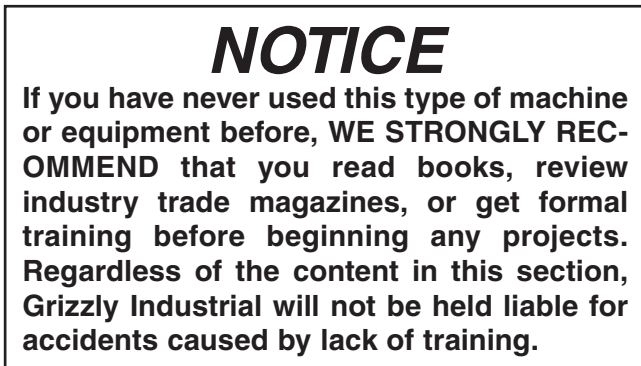 NOTICE
If you have never used this type of machine
or equipment before, WE STRONGLY REC-
OMMEND that you read books, review
industry trade magazines, or get formal
training before beginning any projects.
Regardless of the content in this section,
Grizzly Industrial will not be held liable for
accidents caused by lack of training.